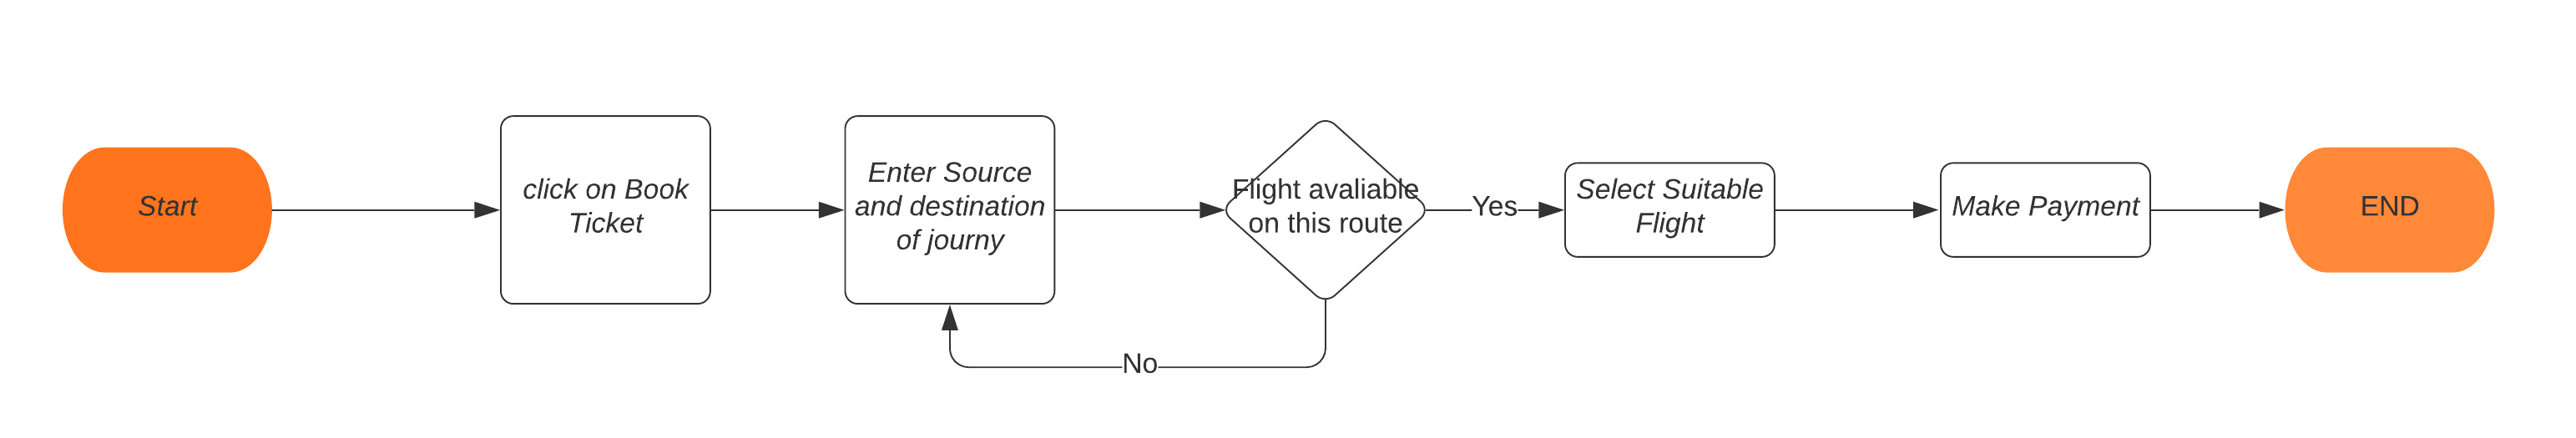 Start
click on Book
Ticket
Enter Source
and destination
of journy
Flight avaliable
on this route
Yes
Select Suitable
Flight
Make Payment
END
No